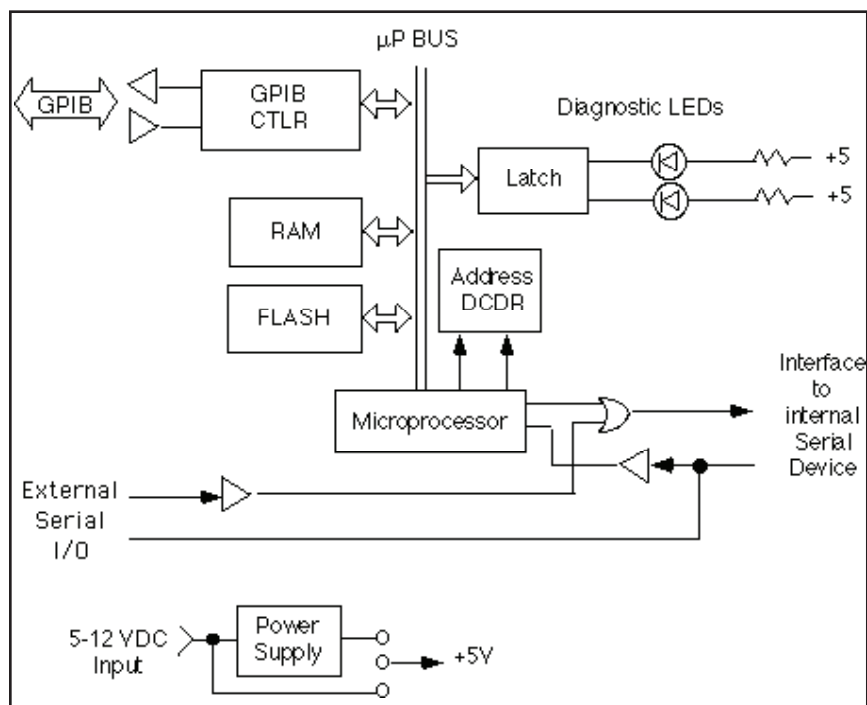 µP BUS
GPIB
GPIB
CTLR
Diagnostic LEDs
Latch
+5
+5
RAM
Address
DCDR
FLASH
Microprocessor
Interface
to
internal
Serial
Device
External
Serial
I/O
5-12 VDC
Input
Power
Supply
+5V